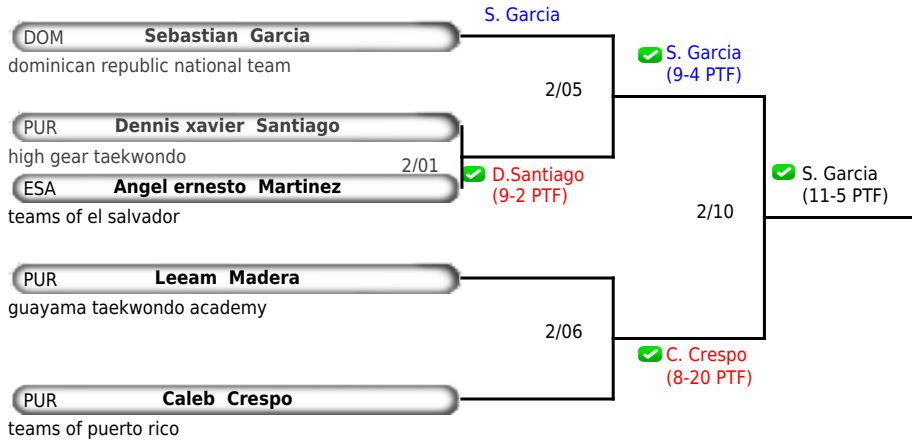 S. Garcia
DOM Sebastian Garcia
dominican republic national team
S. Garcia
(9-4 PTF)
2/05
PUR Dennis xavier Santiago
high gear taekwondo
2/01
D.Santiago
(9-2 PTF)
ESA Angel ernesto Martinez
teams of el salvador
S. Garcia
(11-5 PTF)
2/10
PUR Leeam Madera
guayama taekwondo academy
2/06
C. Crespo
(8-20 PTF)
PUR Caleb Crespo
teams of puerto rico